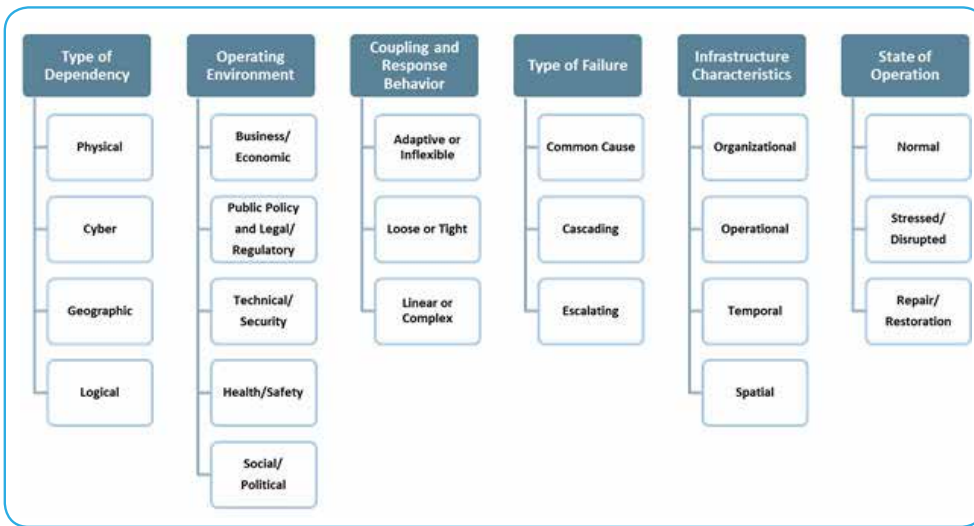 Type of
Dependency
Physical
Cyber
Geographic
Logical
Operating
Environment
Business/
Economic
Public Policy
and Legal/
Regulatory
Technical/
Security
Health/Safety
Social/
Political
Coupling and
Response
Behavior
Adaptive or
Inflexible
Loose or Tight
Linear or
Complex
Type of Failure
Common Cause
Cascading
Escalating
Infrastructure
Characteristics
Organizational
Operational
Temporal
Spatial
State of
Operation
Normal
Stressed/
Disrupted
Repair/
Restoration